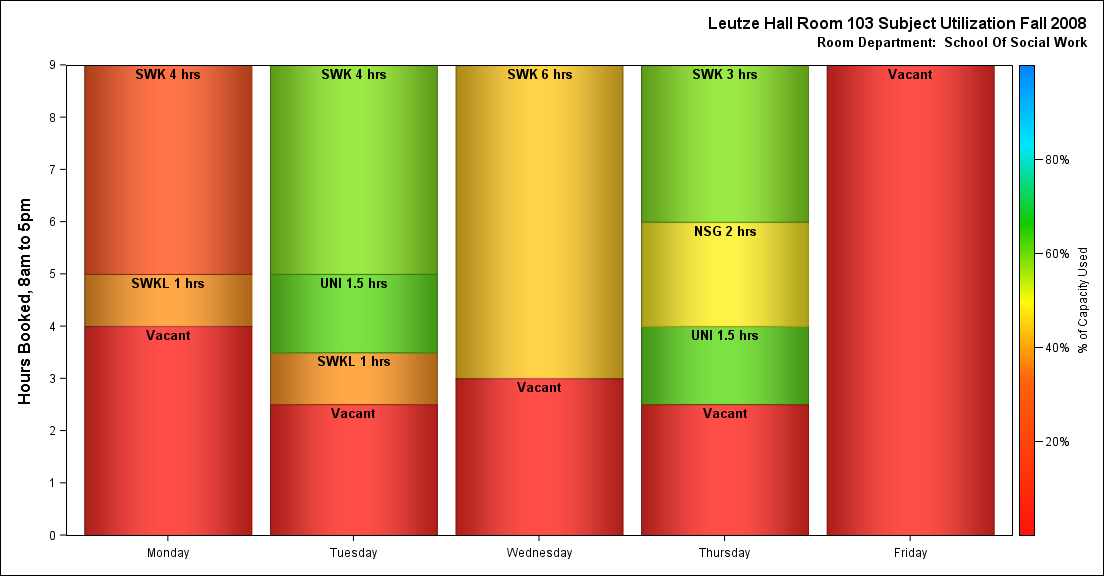 Leutze Hall Room 103 Subject Utilization Fall 2008
Room Department: School Of Social Work
Hours Booked, 8am to 5pm
9
8
7
6
5
4
3
2
1
0
SWK 4 hrs
SWKL 1 hrs
Vacant
SWK 4 hrs
UNI 1.5 hrs
SWKL 1 hrs
Vacant
SWK 6 hrs
Vacant
SWK 3 hrs
NSG 2 hrs
UNI 1.5 hrs
Vacant
Vacant
Monday
Tuesday
Wednesday
Thursday
Friday
80%
60%
40%
20%
% of Capacity Used